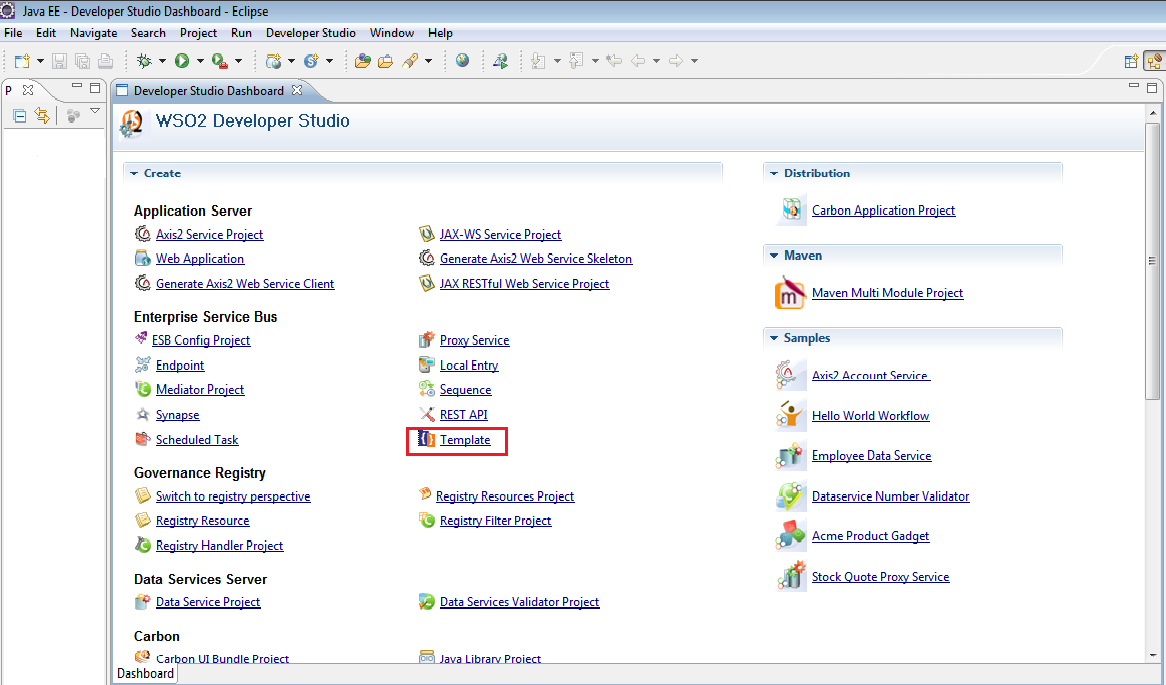 Java EE - Developer Studio Dashboard - Eclipse
File Edit Navigate Search Project Run Developer Studio Window Help
P
Developer Studio Dashboard
WSO2 Developer Studio
Create
Application Server
Axis2 Service Project
JAX-WS Service Project
Web Application
Generate Axis2 Web Service Skeleton
Generate Axis2 Web Service Client
JAX RESTful Web Service Project
Enterprise Service Bus
ESB Config Project
Proxy Service
Endpoint
Local Entry
Mediator Project
Sequence
Synapse
REST API
Scheduled Task
Template
Governance Registry
Switch to registry perspective
Registry Resources Project
Registry Resource
Registry Filter Project
Registry Handler Project
Data Services Server
Data Service Project
Data Services Validator Project
Carbon
Carbon UI Bundle Project
Java Library Project
Distribution
Carbon Application Project
Maven
m
Maven Multi Module Project
Samples
Axis2 Account Service
Hello World Workflow
Employee Data Service
Dataservice Number Validator
Acme Product Gadget
Stock Quote Proxy Service
Dashboard